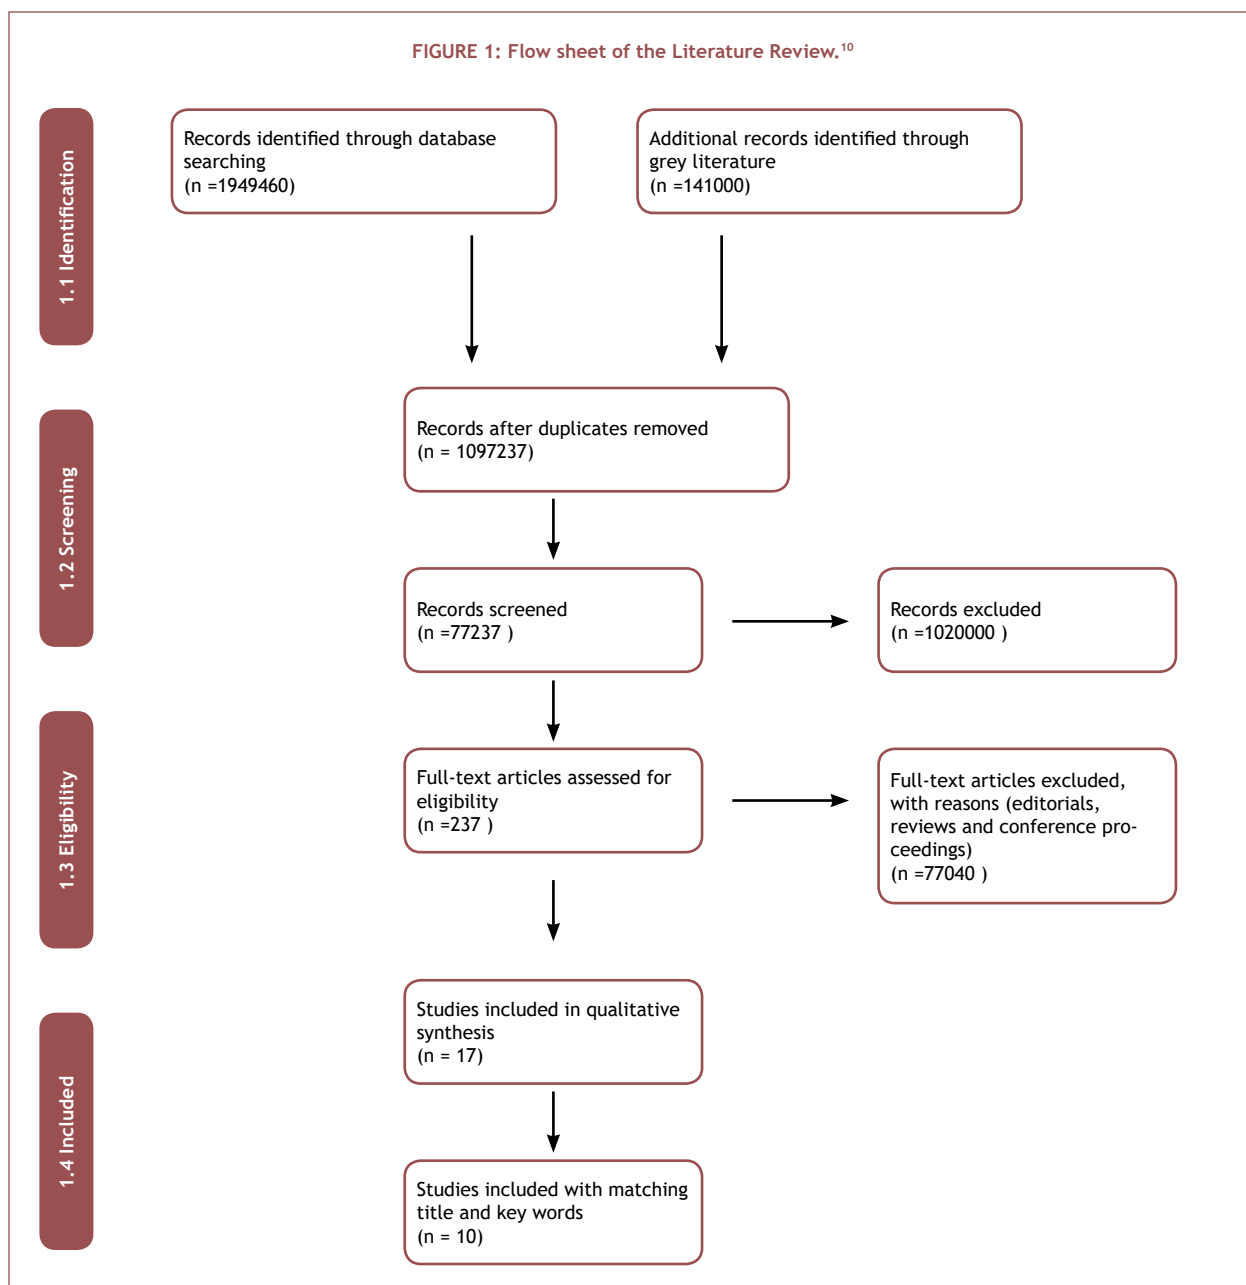 FIGURE 1: Flow sheet of the Literature Review.10
1.1 Identification
Records identified through database
searching
(n =1949460)
Additional records identified through
grey literature
(n =141000)
1.2 Screening
Records after duplicates removed
(n = 1097237)
Records screened
(n =77237 )
Records excluded
(n =1020000 )
1.3 Eligibility
Full-text articles assessed for
eligibility
(n =237 )
Full-text articles excluded,
with reasons (editorials,
reviews and conference pro-
ceedings)
(n =77040 )
1.4 Included
Studies included in qualitative
synthesis
(n = 17)
Studies included with matching
title and key words
(n = 10)